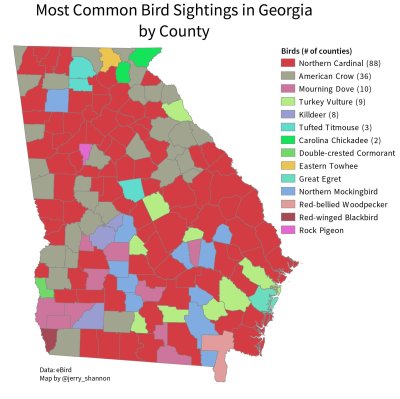 Most Common Bird Sightings in Georgia
by County
Birds (# of counties)
Northern Cardinal (88)
American Crow (36)
Mourning Dove (10)
Turkey Vulture (9)
Killdeer (8)
Tufted Titmouse (3)
Carolina Chickadee (2)
Double-crested Cormorant
Eastern Towhee
Great Egret
Northern Mockingbird
Red-bellied Woodpecker
Red-winged Blackbird
Rock Pigeon
Data: eBird
Map by @jerry_shannon